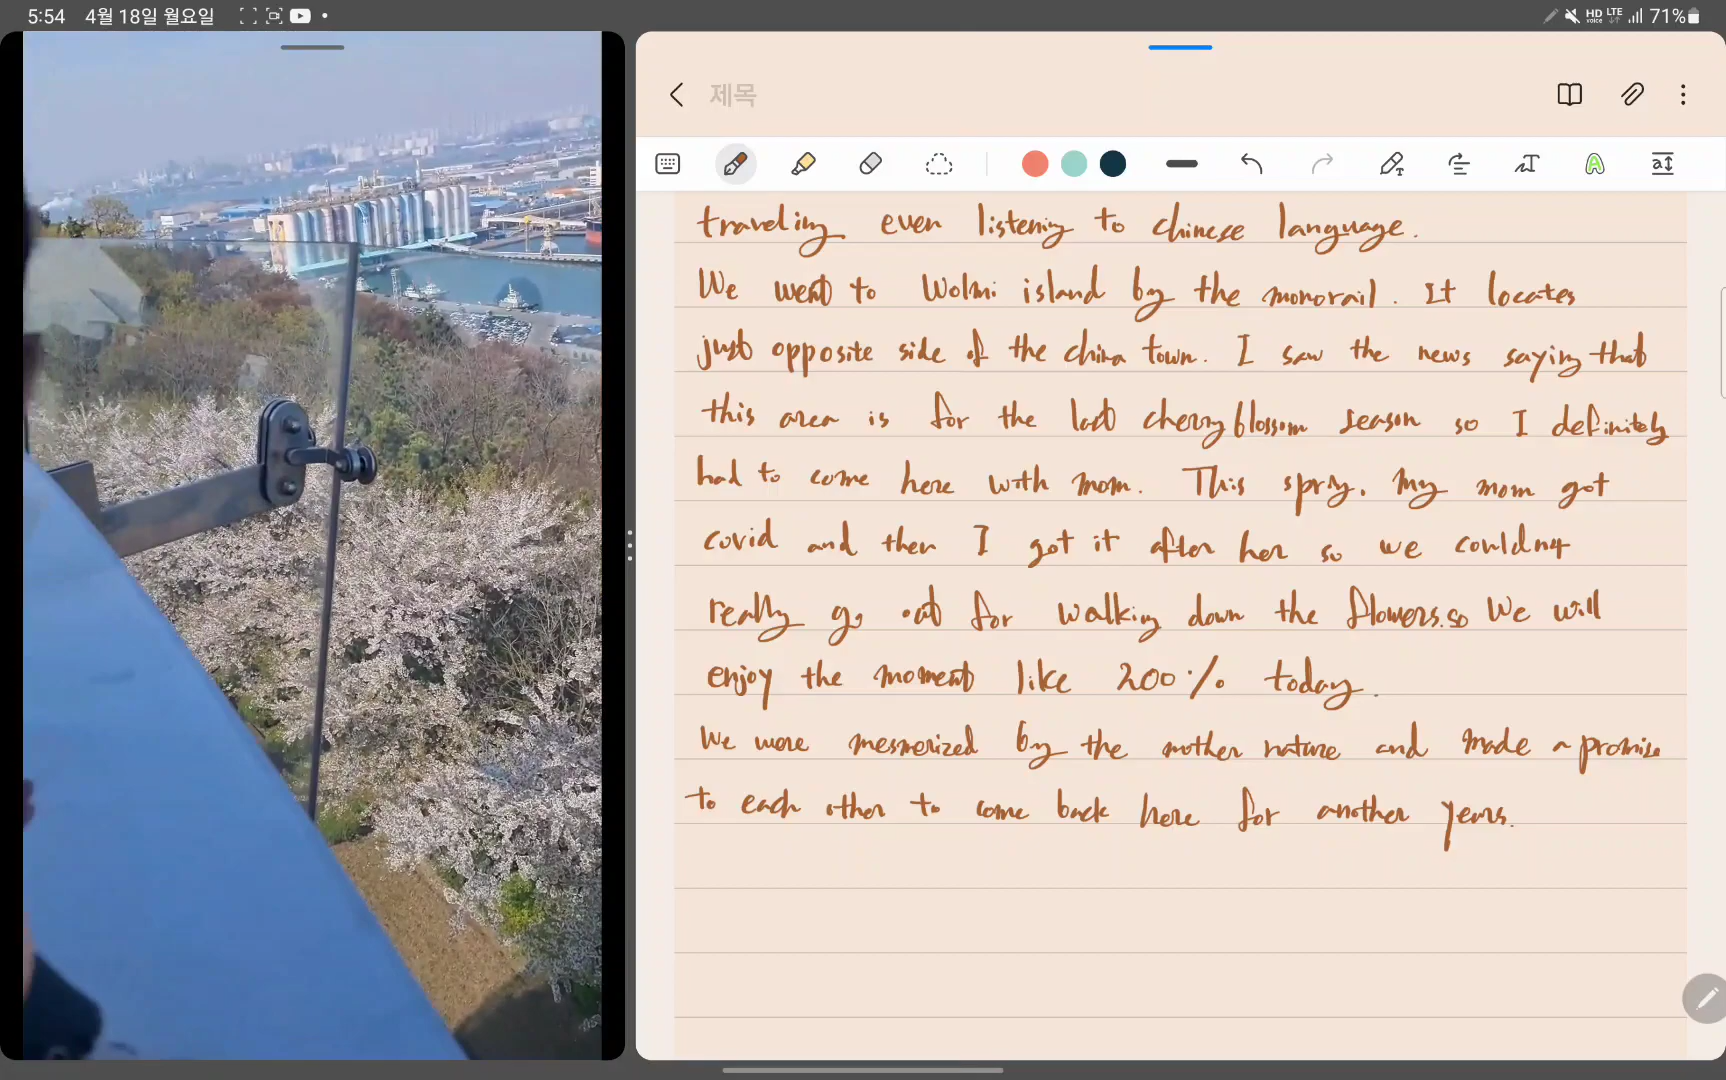 5:54 4월 18일 월요일
HD voice LTE 71%
제목
traveling even listening to chinese language.
We went to Wolmi island by the monorail. It locates
just opposite side of the china town. I saw the news saying that
this area is for the last cherry blossom season so I definitely
had to come here with mom. This spring, my mom got
covid and then I got it after her so we couldn't
really go out for walking down the flowers. so We will
enjoy the moment like 200% today.
We were mesmerized by the mother nature and made a promise
to each other to come back here for another years.